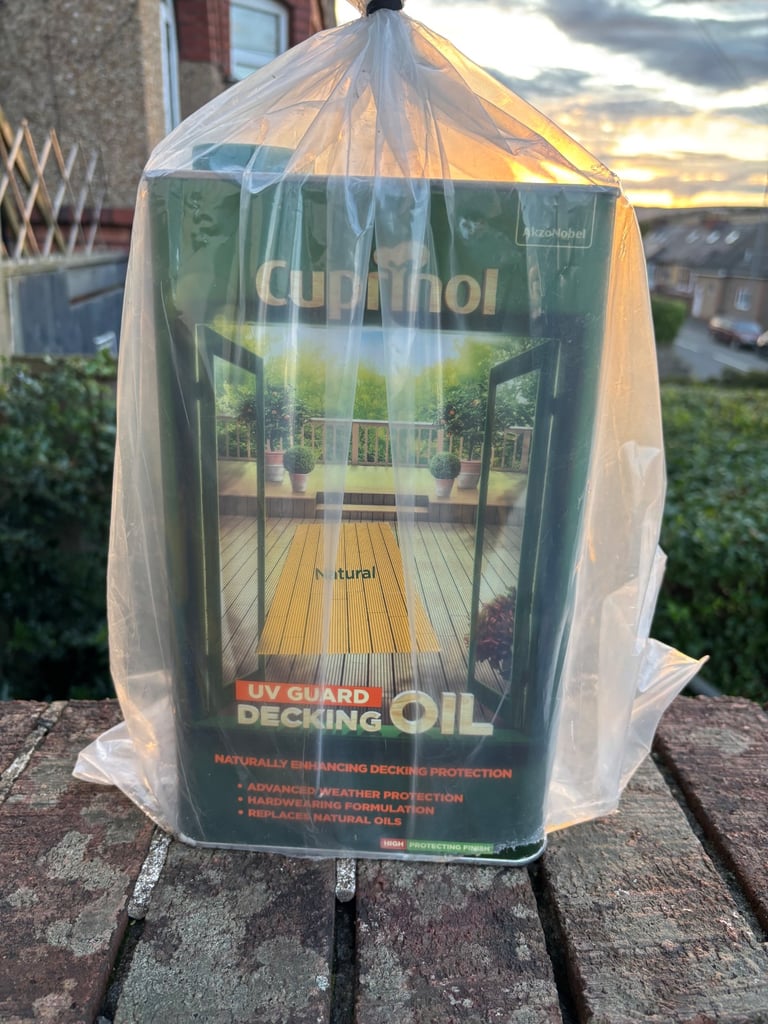 AkzoNobel
Cuprinol
Natural
UV GUARD
DECKING OIL
NATURALLY ENHANCING DECKING PROTECTION
• ADVANCED WEATHER PROTECTION
• HARDWEARING FORMULATION
• REPLACES NATURAL OILS
HIGH PROTECTING FINISH